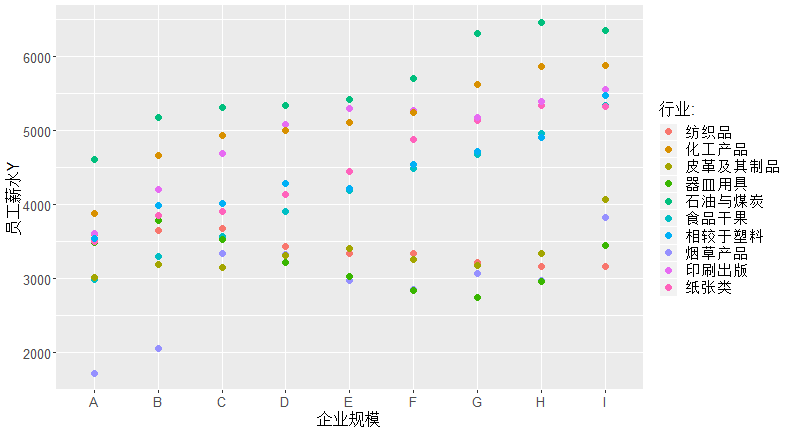 员工薪水Y
6000
5000
4000
3000
2000
A B C D E F G H I
企业规模
行业:
纺织品
化工产品
皮革及其制品
器皿用具
石油与煤炭
食品干果
相较于塑料
烟草产品
印刷出版
纸张类